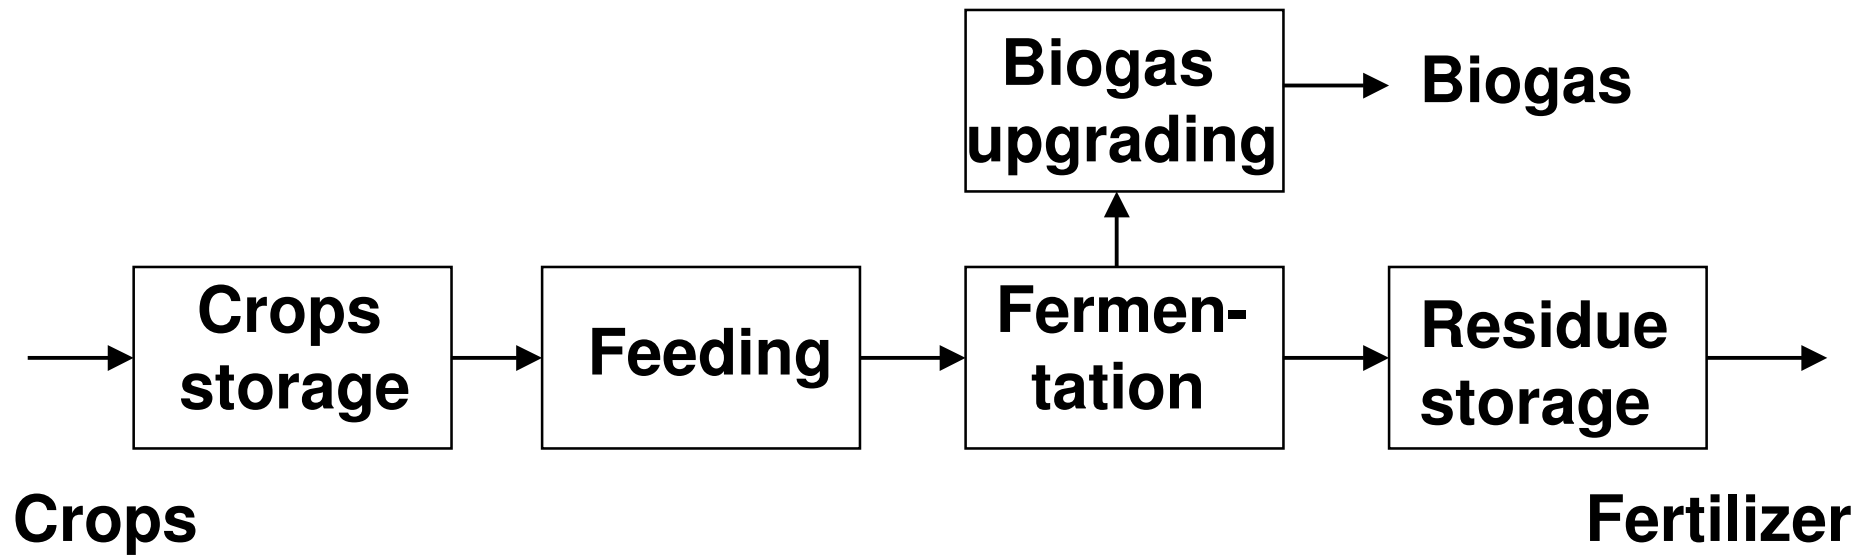 Biogas
upgrading
Biogas
Crops
storage
Feeding
Fermen-
tation
Residue
storage
Crops
Fertilizer